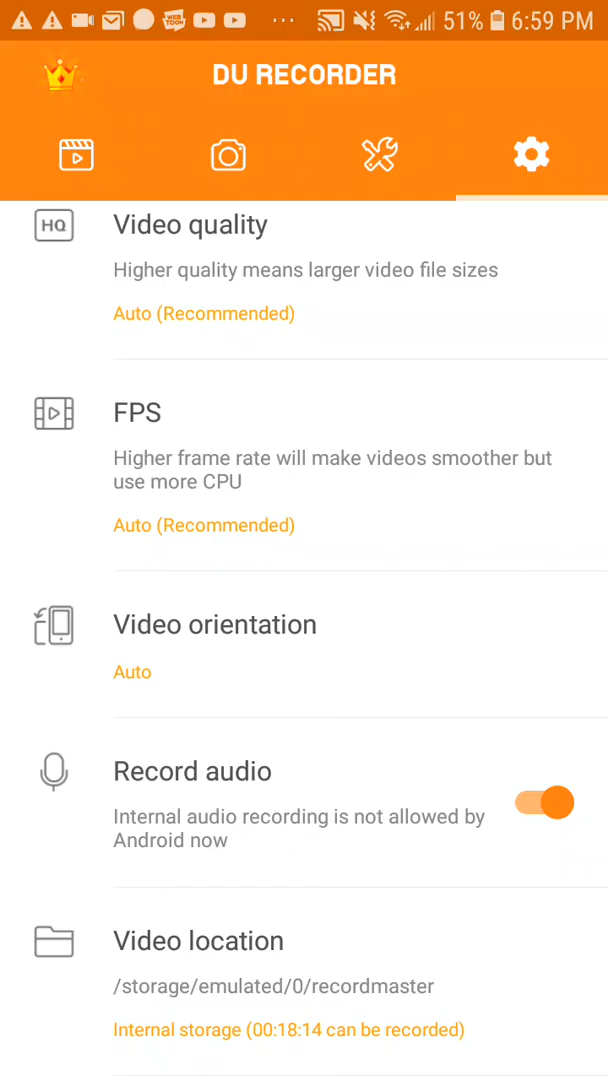 WEB
TOON
51%
6:59 PM
DU RECORDER
HQ
Video quality
Higher quality means larger video file sizes
Auto (Recommended)
FPS
Higher frame rate will make videos smoother but
use more CPU
Auto (Recommended)
Video orientation
Auto
Record audio
Internal audio recording is not allowed by
Android now
Video location
/storage/emulated/0/recordmaster
Internal storage (00:18:14 can be recorded)